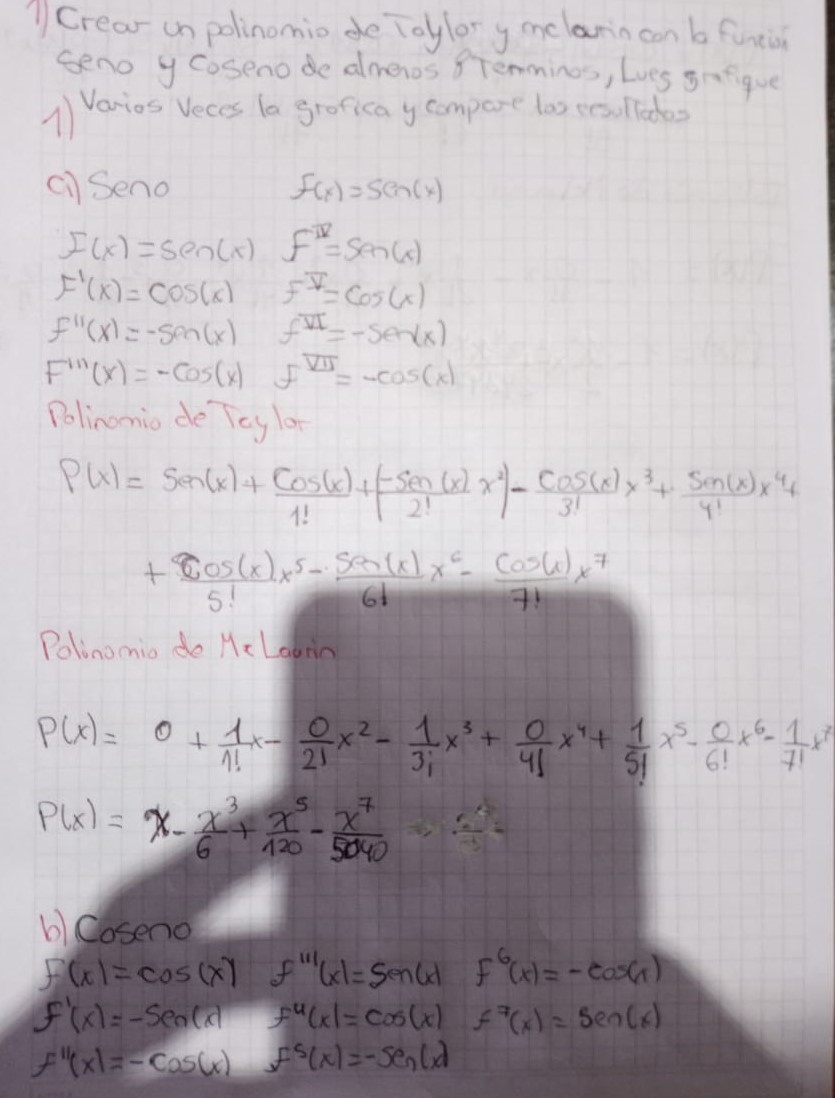 1) Crear un polinomio de Taylor y mclaurin con la función
seno y coseno de almenos 8 Terminos, Lues grafique
1) Varios Veces la grafica y compare los resultados
a) Seno f(x)=Sen(x)
F(x)=sen(x) f^IV=Sen(x)
F'(x)=cos(x) f^V=Cos(x)
f''(x)=-sen(x) f^VI=-Sen(x)
F'''(x)=-Cos(x) f^VII=-cos(x)
Polinomio de Taylor
P(x)= Sen(x)+ Cos(x)/1! +(-Sen(x)/2! x²)- Cos(x)/3! x³+ Sen(x)/4! x⁴+
+ Cos(x)/5! x⁵- Sen(x)/6! x⁶- Cos(x)/7! x⁷
Polinomio de McLaurin
P(x)= 0 + 1/1! x- 0/2! x²- 1/3! x³+ 0/4! x⁴+ 1/5! x⁵- 0/6! x⁶- 1/7! x⁷
P(x)= x- x³/6 + x⁵/120 - x⁷/5040
b) Coseno
F(x)=cos(x) f'''(x)=Sen(x) F⁶(x)=-cos(x)
f'(x)=-Sen(x) f⁴(x)=cos(x) f⁷(x)=Sen(x)
f''(x)=-Cos(x) f⁵(x)=-sen(x)